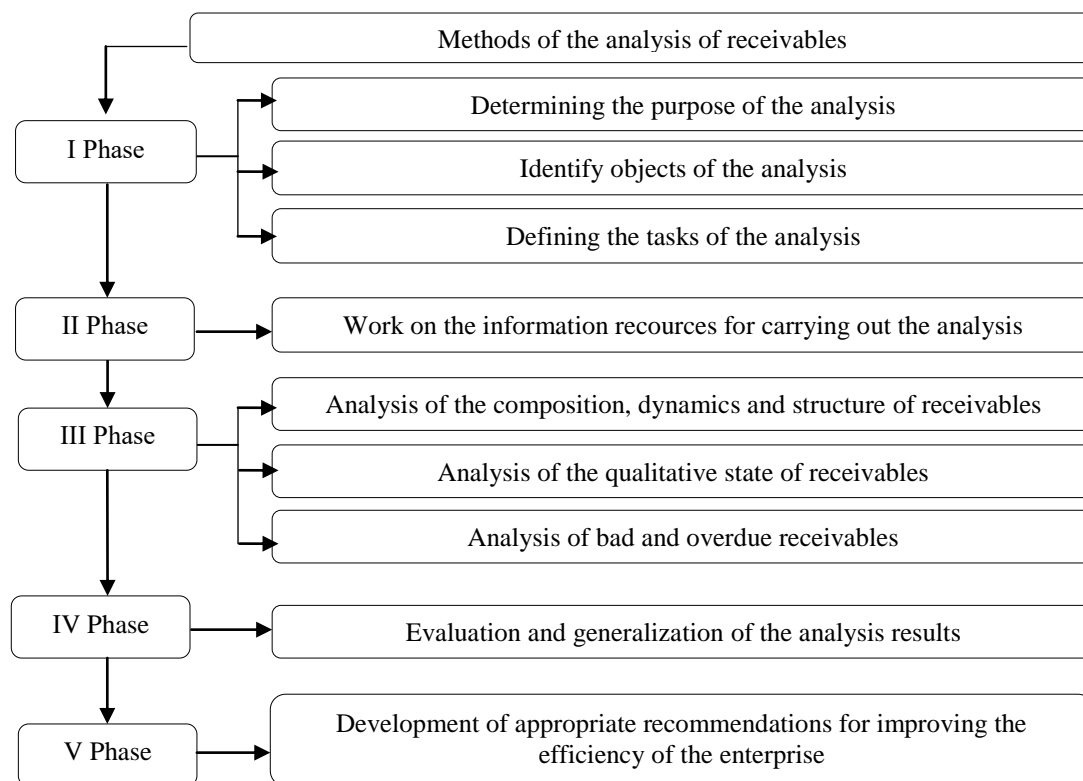 Methods of the analysis of receivables
I Phase
Determining the purpose of the analysis
Identify objects of the analysis
Defining the tasks of the analysis
II Phase
Work on the information recources for carrying out the analysis
III Phase
Analysis of the composition, dynamics and structure of receivables
Analysis of the qualitative state of receivables
Analysis of bad and overdue receivables
IV Phase
Evaluation and generalization of the analysis results
V Phase
Development of appropriate recommendations for improving the
efficiency of the enterprise